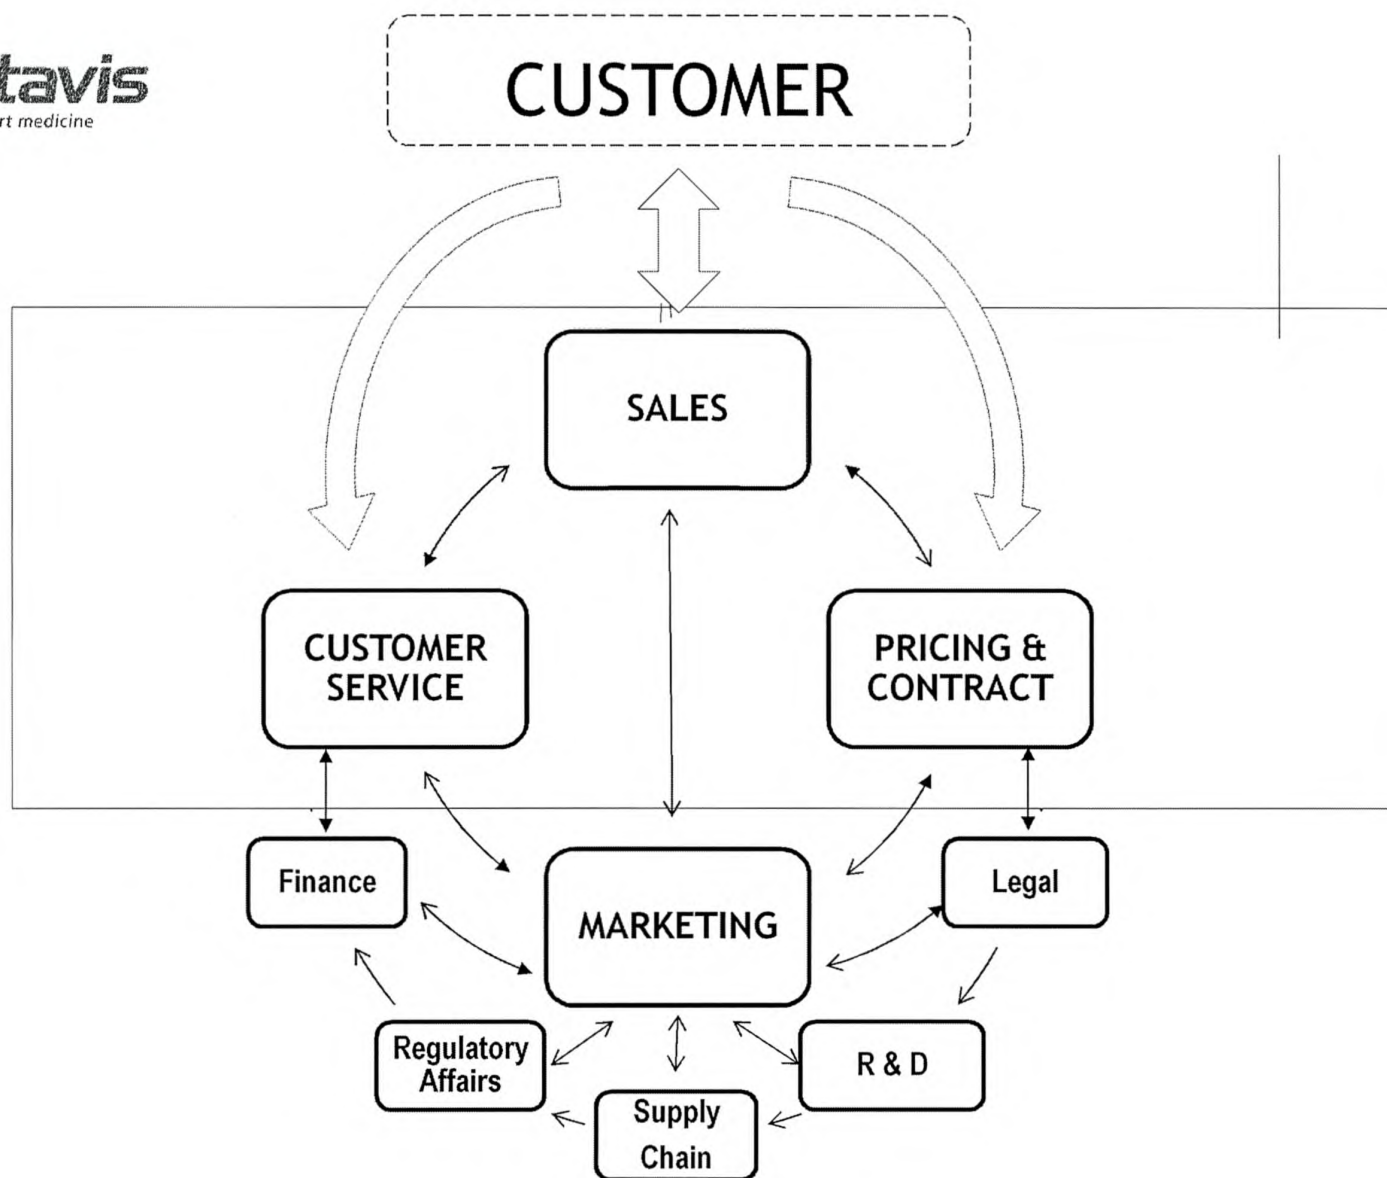 tavis
rt medicine
CUSTOMER
SALES
CUSTOMER
SERVICE
PRICING &
CONTRACT
Finance
MARKETING
Legal
Regulatory
Affairs
R & D
Supply
Chain